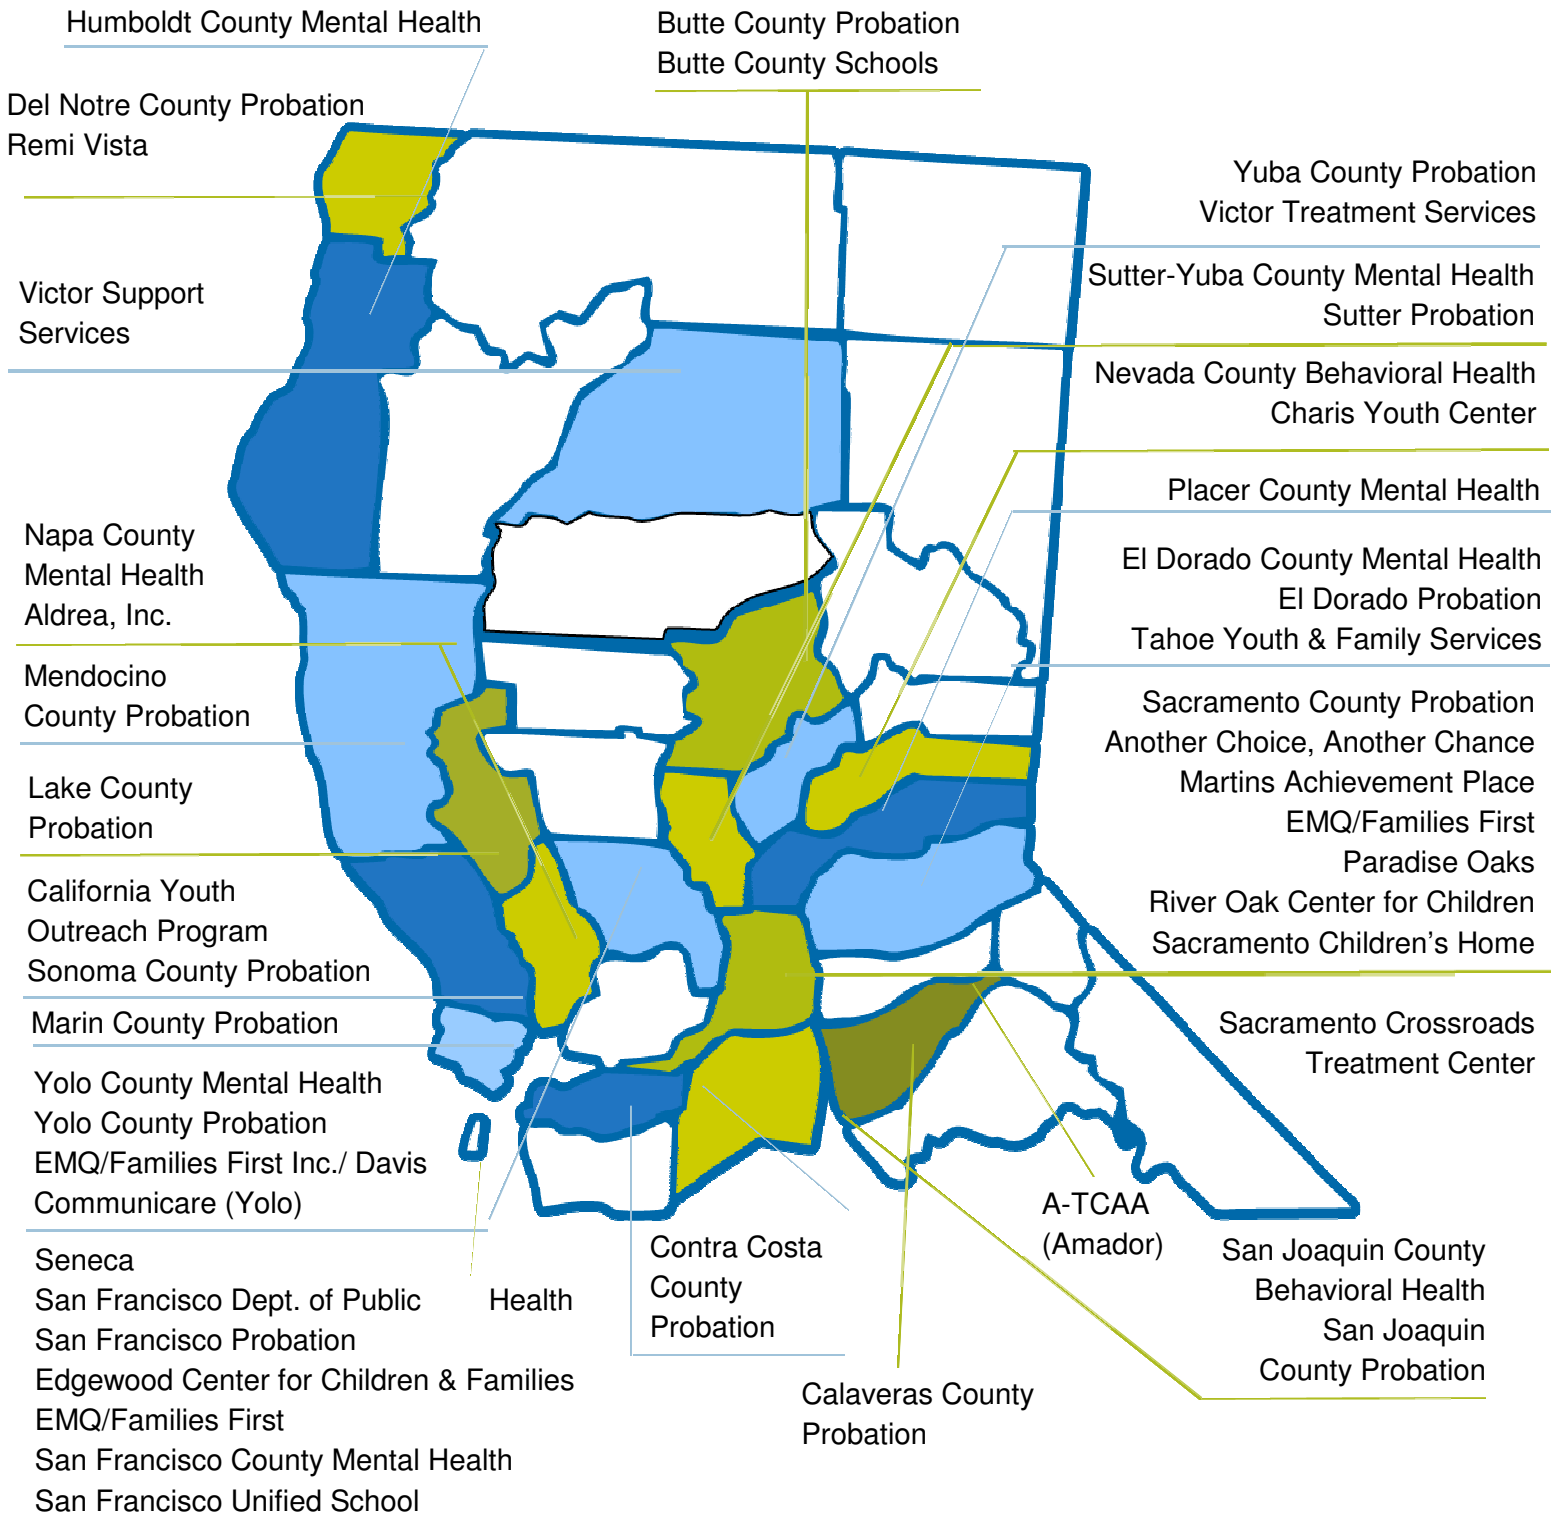 Humboldt County Mental Health
Butte County Probation
Butte County Schools
Del Notre County Probation
Remi Vista
Yuba County Probation
Victor Treatment Services
Victor Support
Services
Sutter-Yuba County Mental Health
Sutter Probation
Nevada County Behavioral Health
Charis Youth Center
Placer County Mental Health
Napa County
Mental Health
Aldrea, Inc.
El Dorado County Mental Health
El Dorado Probation
Tahoe Youth & Family Services
Mendocino
County Probation
Sacramento County Probation
Another Choice, Another Chance
Martins Achievement Place
EMQ/Families First
Paradise Oaks
River Oak Center for Children
Sacramento Children’s Home
Lake County
Probation
California Youth
Outreach Program
Sonoma County Probation
Marin County Probation
Sacramento Crossroads
Treatment Center
Yolo County Mental Health
Yolo County Probation
EMQ/Families First Inc./ Davis
Communicare (Yolo)
A-TCAA
(Amador)
Contra Costa
County
Probation
San Joaquin County
Behavioral Health
San Joaquin
County Probation
Seneca
San Francisco Dept. of Public Health
San Francisco Probation
Edgewood Center for Children & Families
EMQ/Families First
San Francisco County Mental Health
San Francisco Unified School
Calaveras County
Probation